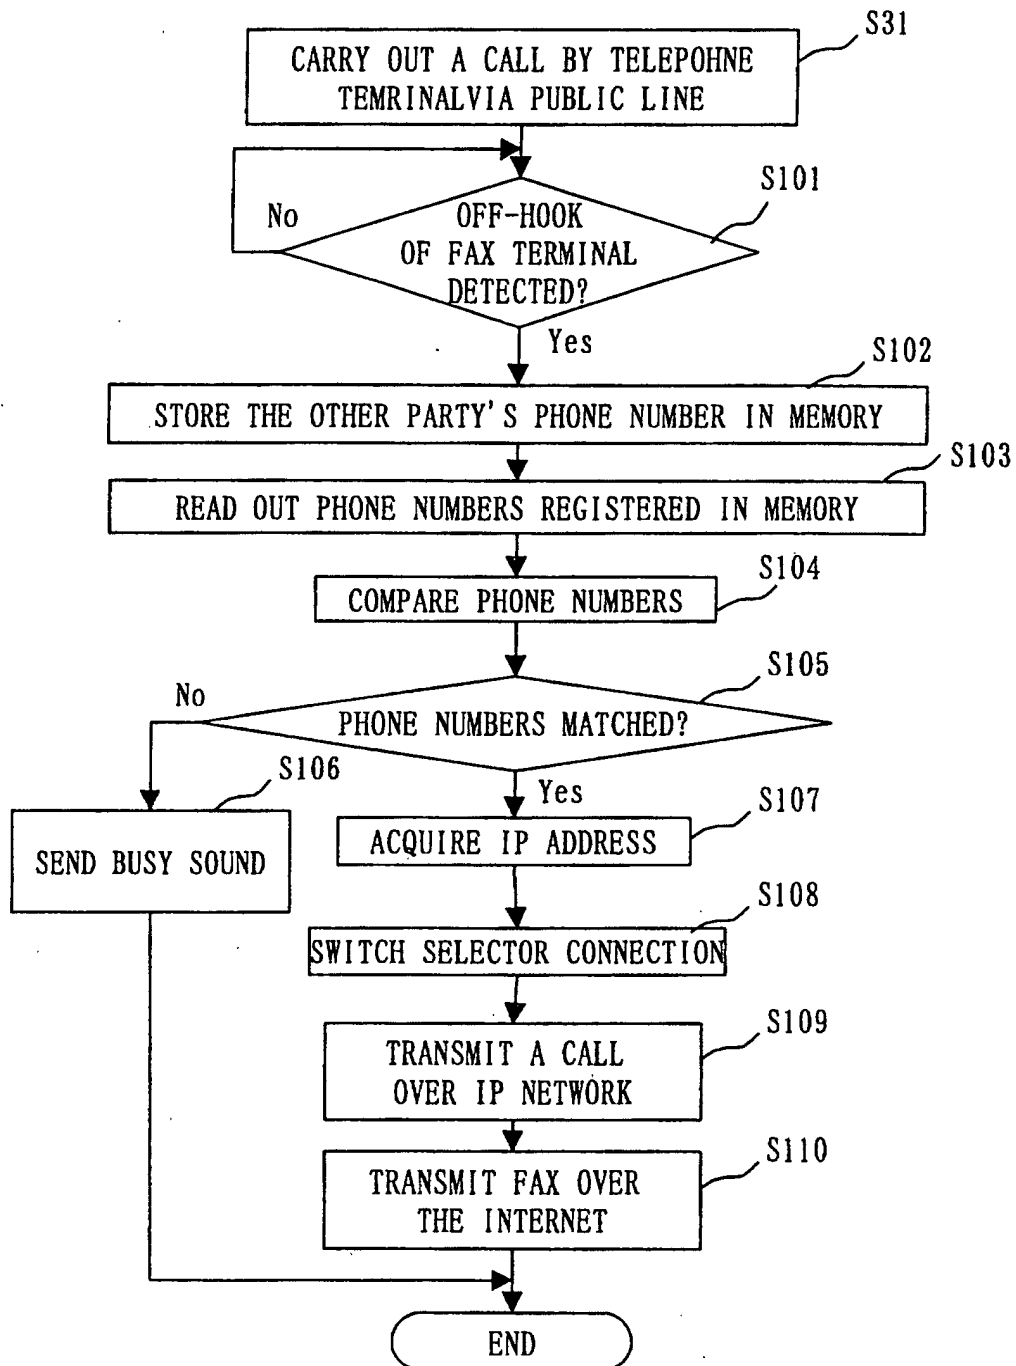 S31
CARRY OUT A CALL BY TELEPOHNE
TEMRINALVIA PUBLIC LINE
S101
No
OFF-HOOK
OF FAX TERMINAL
DETECTED?
Yes
S102
STORE THE OTHER PARTY'S PHONE NUMBER IN MEMORY
S103
READ OUT PHONE NUMBERS REGISTERED IN MEMORY
S104
COMPARE PHONE NUMBERS
S105
No
PHONE NUMBERS MATCHED?
S106
Yes
S107
SEND BUSY SOUND
ACQUIRE IP ADDRESS
S108
SWITCH SELECTOR CONNECTION
S109
TRANSMIT A CALL
OVER IP NETWORK
S110
TRANSMIT FAX OVER
THE INTERNET
END